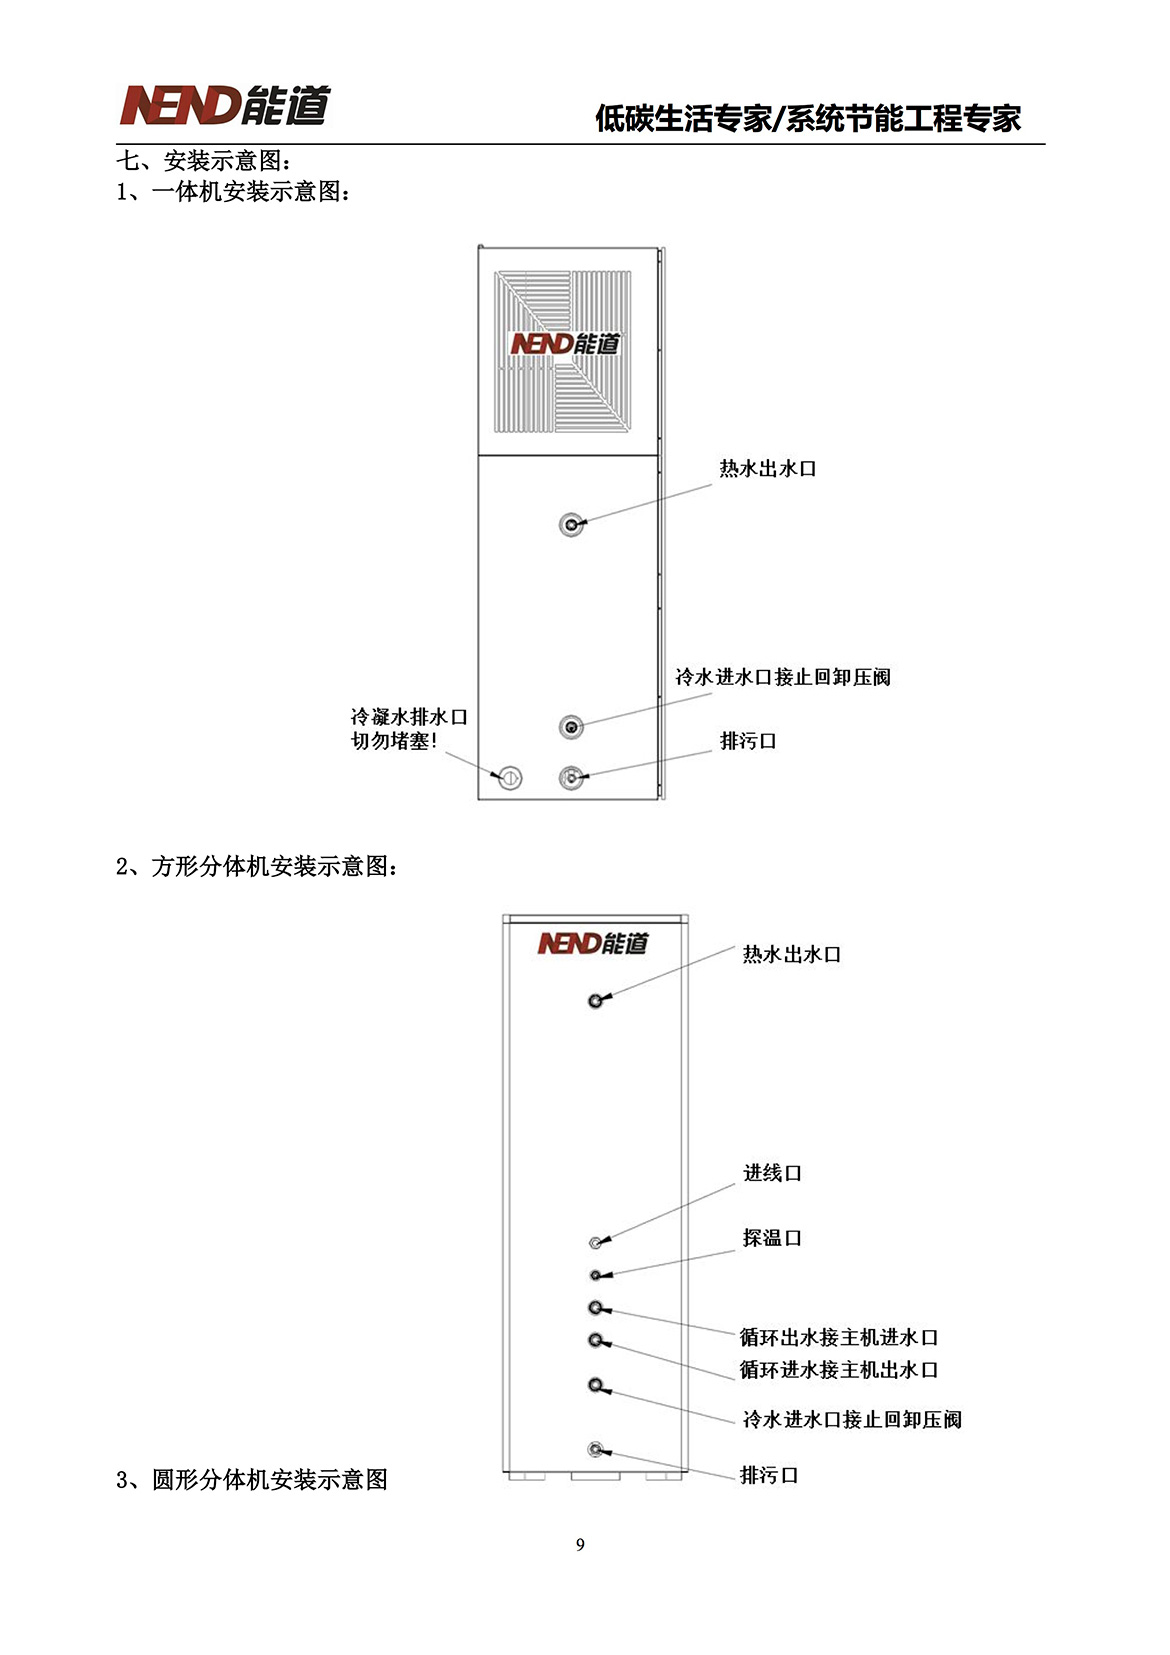 NEND能道
低碳生活专家/系统节能工程专家
七、安装示意图：
1、一体机安装示意图：
NEND能道
热水出水口
冷水进水口接止回卸压阀
冷凝水排水口
切勿堵塞！
排污口
2、方形分体机安装示意图：
NEND能道
热水出水口
进线口
探温口
循环出水接主机进水口
循环进水接主机出水口
冷水进水口接止回卸压阀
排污口
3、圆形分体机安装示意图
9